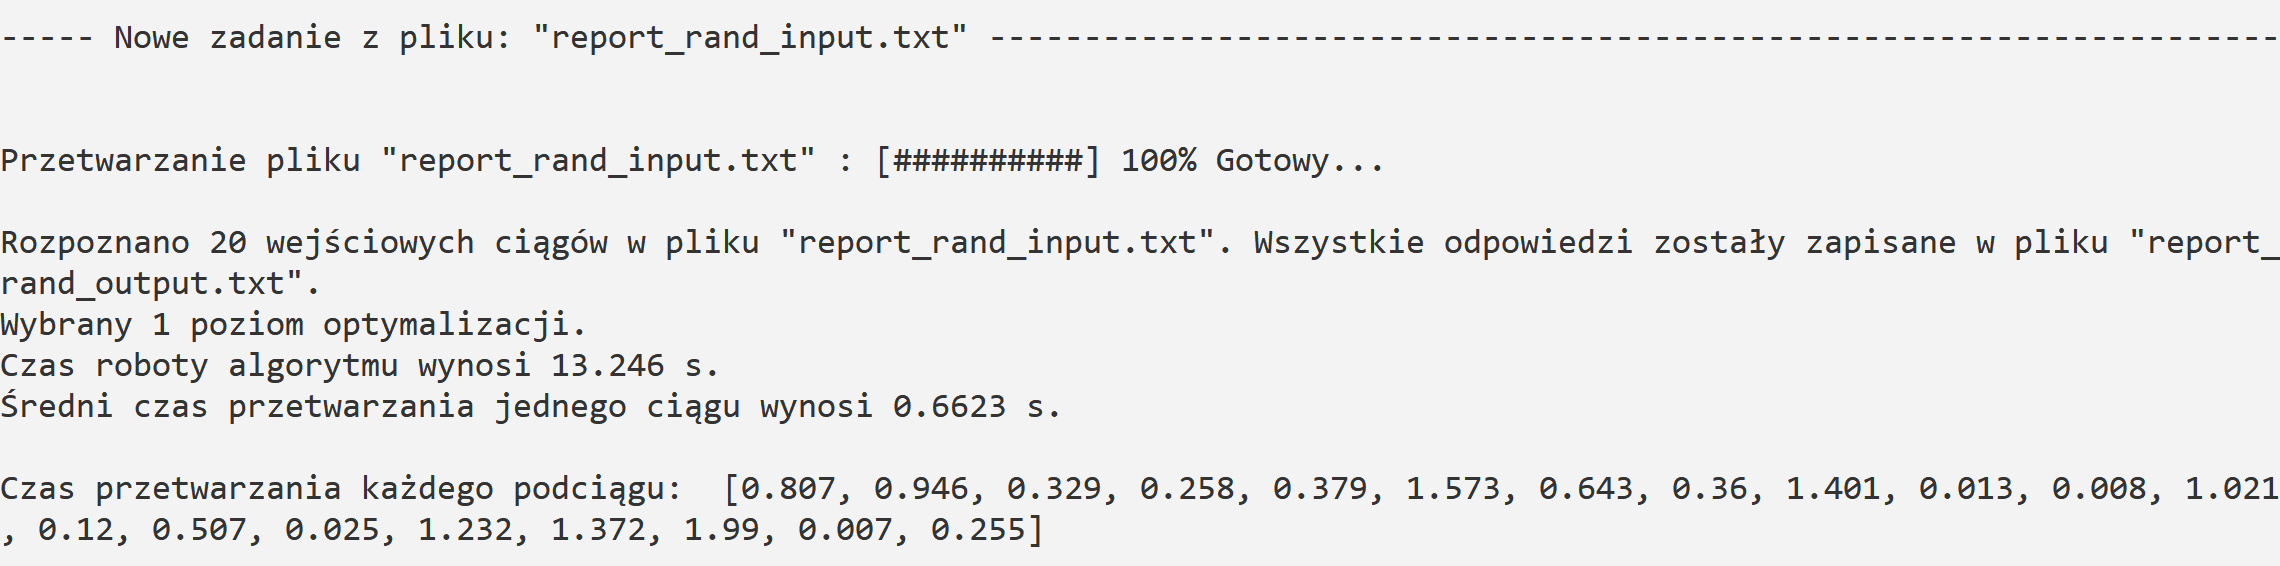 ----- Nowe zadanie z pliku: "report_rand_input.txt" --------------------------------------------------------------------
Przetwarzanie pliku "report_rand_input.txt" : [##########] 100% Gotowy...
Rozpoznano 20 wejściowych ciągów w pliku "report_rand_input.txt". Wszystkie odpowiedzi zostały zapisane w pliku "report_
rand_output.txt".
Wybrany 1 poziom optymalizacji.
Czas roboty algorytmu wynosi 13.246 s.
Średni czas przetwarzania jednego ciągu wynosi 0.6623 s.
Czas przetwarzania każdego podciągu:  [0.807, 0.946, 0.329, 0.258, 0.379, 1.573, 0.643, 0.36, 1.401, 0.013, 0.008, 1.021
, 0.12, 0.507, 0.025, 1.232, 1.372, 1.99, 0.007, 0.255]